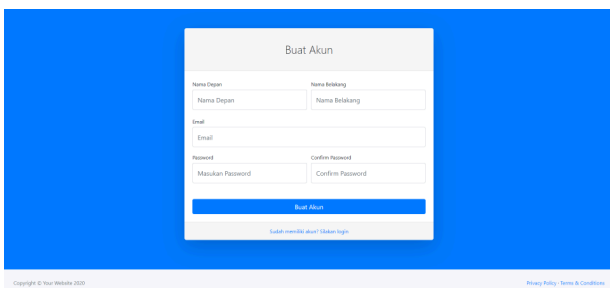 Buat Akun
Nama Depan Nama Belakang
Nama Depan Nama Belakang
Email
Email
Password Confirm Password
Masukan Password Confirm Password
Buat Akun
Sudah memiliki akun? Silakan login
Copyright © Your Website 2020 Privacy Policy · Terms & Conditions